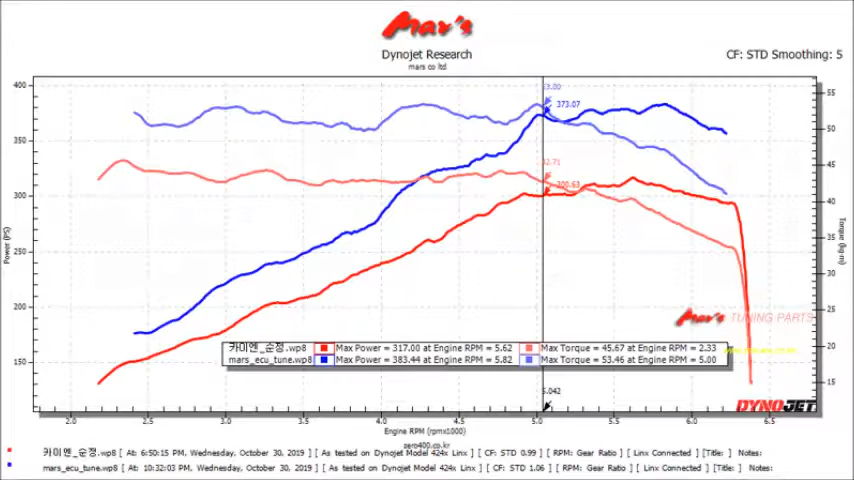 Mar's
Dynojet Research
mars co ltd
CF: STD Smoothing: 5
400
350
300
250
200
150
Power (PS)
55
50
45
40
35
30
25
20
15
Torque (kg m)
373.07
300.63
Mar's TUNING PARTS
카이엔_순정.wp8 Max Power = 317.00 at Engine RPM = 5.62 Max Torque = 45.67 at Engine RPM = 2.33
mars_ecu_tune.wp8 Max Power = 383.44 at Engine RPM = 5.82 Max Torque = 53.46 at Engine RPM = 5.00
5.042
DYNOJET
2.0 2.5 3.0 3.5 4.0 4.5 5.0 5.5 6.0 6.5
Engine RPM (rpmx1000)
zero400.co.kr
카이엔_순정.wp8 [ At: 6:50:15 PM, Wednesday, October 30, 2019 ] [ As tested on Dynojet Model 424x Linx ] [ CF: STD 0.99 ] [ RPM: Gear Ratio ] [ Linx Connected ] [Title: ] Notes:
mars_ecu_tune.wp8 [ At: 10:32:03 PM, Wednesday, October 30, 2019 ] [ As tested on Dynojet Model 424x Linx ] [ CF: STD 1.06 ] [ RPM: Gear Ratio ] [ Linx Connected ] [Title: ] Notes: